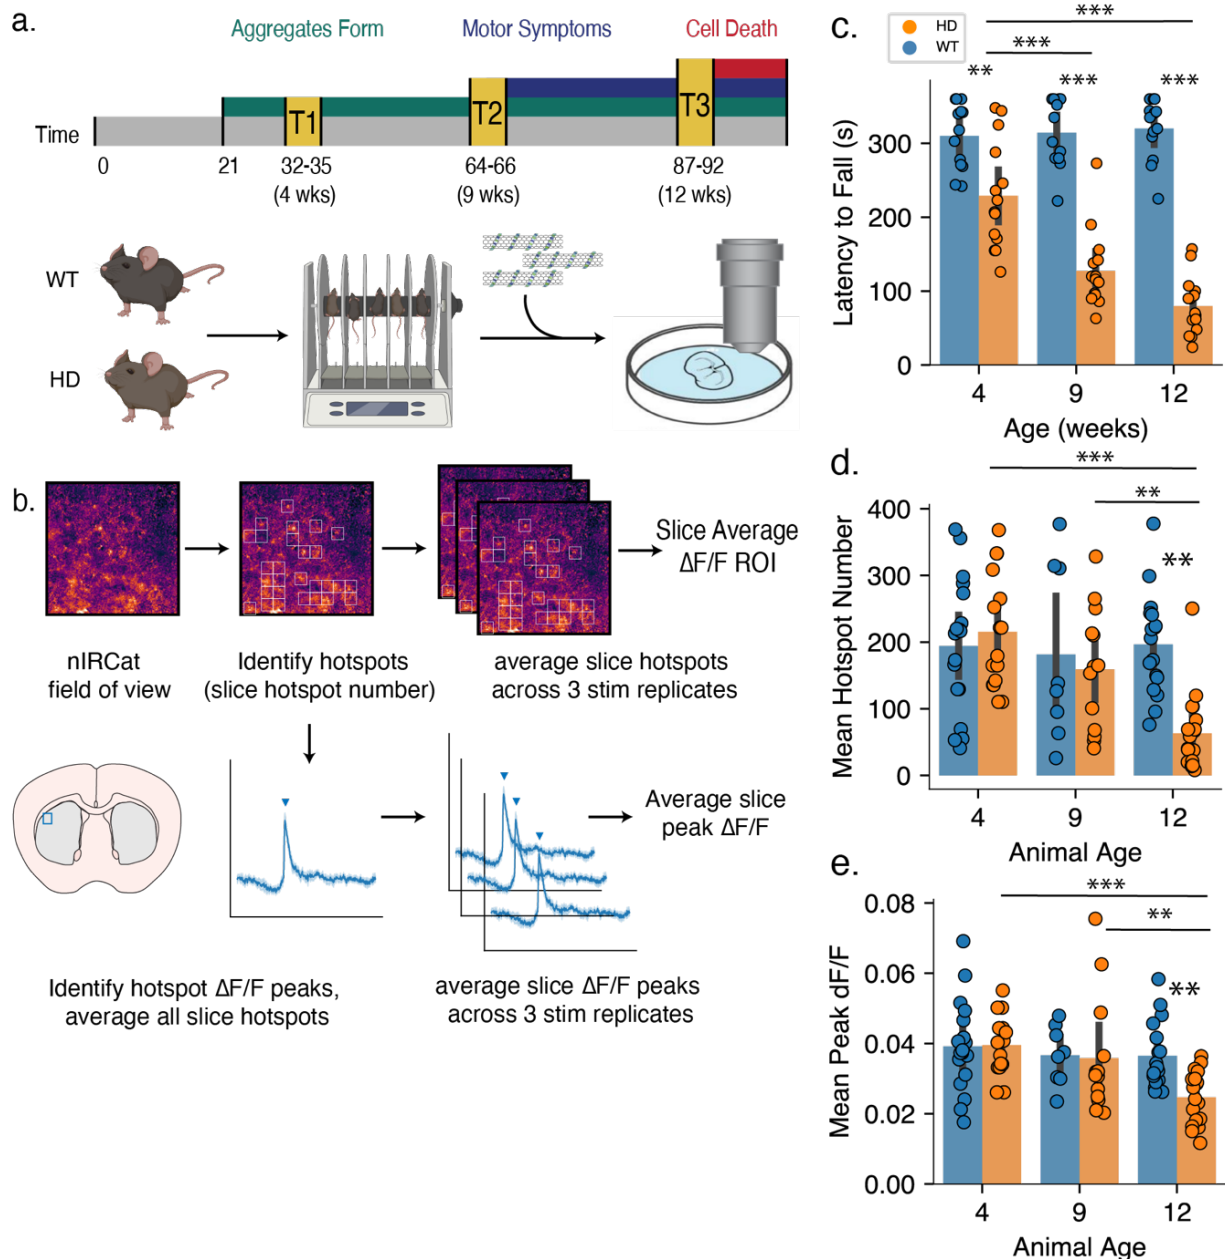 a.
Aggregates Form
Motor Symptoms
Cell Death
T1
T2
T3
Time
0
21
32-35
(4 wks)
64-66
(9 wks)
87-92
(12 wks)
WT
HD
b.
nIRCat
field of view
Identify hotspots
(slice hotspot number)
average slice hotspots
across 3 stim replicates
Slice Average
ΔF/F ROI
Identify hotspot ΔF/F peaks,
average all slice hotspots
average slice ΔF/F peaks
across 3 stim replicates
Average slice
peak ΔF/F
c.
HD
WT
***
***
**
***
***
Latency to Fall (s)
300
200
100
0
4
9
12
Age (weeks)
d.
***
**
**
Mean Hotspot Number
400
300
200
100
0
4
9
12
Animal Age
e.
***
**
**
Mean Peak dF/F
0.08
0.06
0.04
0.02
0.00
4
9
12
Animal Age